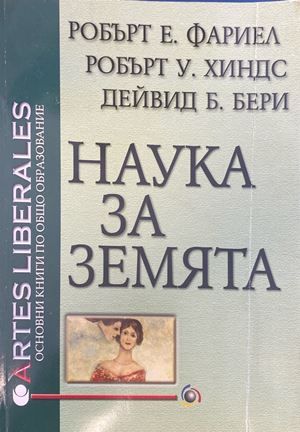 РОБЪРТ Е. ФАРИЕЛ
РОБЪРТ У. ХИНДС
ДЕЙВИД Б. БЕРИ
НАУКА
ЗА
ЗЕМЯТА
ARTES LIBERALES
ОСНОВНИ КНИГИ ПО ОБЩО ОБРАЗОВАНИЕ